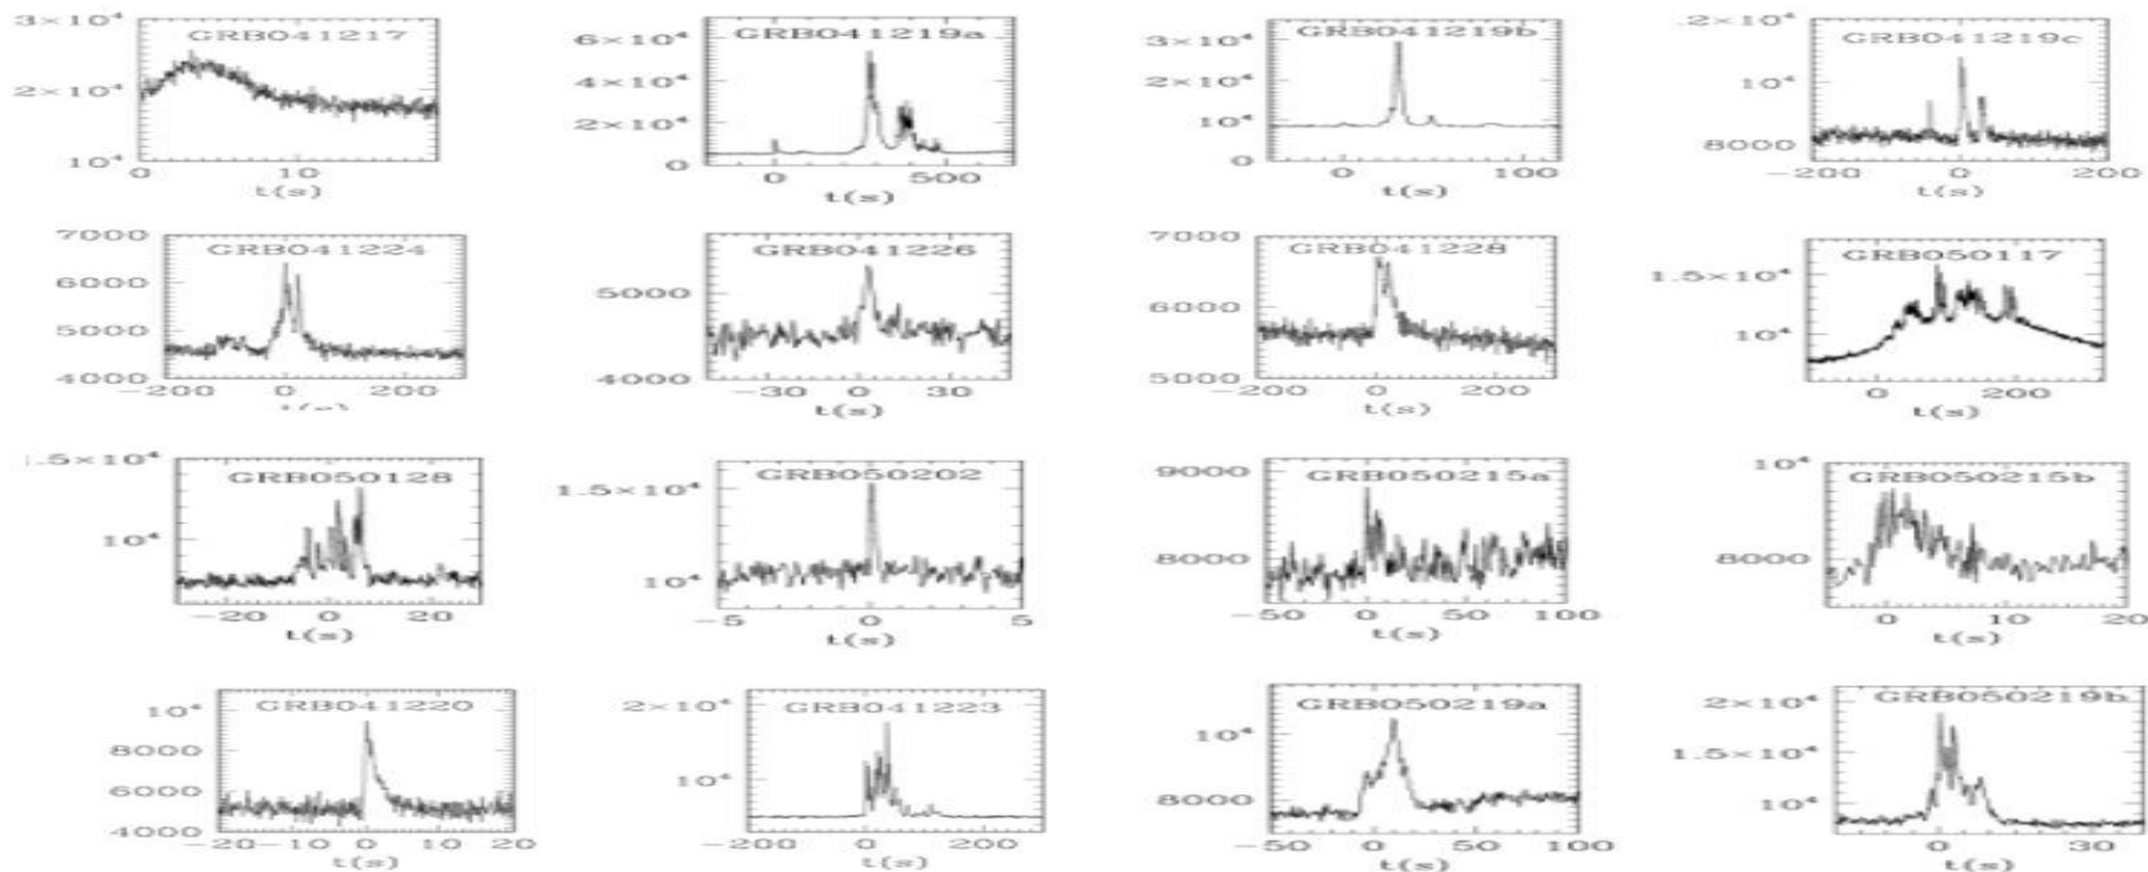 3×10⁴ GRB041217
2×10⁴
10⁴
0 10
t(s)
6×10⁴ GRB041219a
4×10⁴
2×10⁴
0
0 500
t(s)
3×10⁴ GRB041219b
2×10⁴
10⁴
0
0 100
t(s)
.2×10⁴ GRB041219c
10⁴
8000
−200 0 200
t(s)
7000 GRB041224
6000
5000
4000
−200 0 200
GRB041226
5000
4000
−30 0 30
t(s)
7000 GRB041228
6000
5000
−200 0 200
t(s)
GRB050117
1.5×10⁴
10⁴
0 200
t(s)
.5×10⁴ GRB050128
10⁴
−20 0 20
t(s)
GRB050202
1.5×10⁴
10⁴
−5 0 5
t(s)
9000 GRB050215a
8000
−50 0 50 100
t(s)
10⁴ GRB050215b
8000
0 10 20
t(s)
10⁴ GRB041220
8000
6000
4000
−20 −10 0 10 20
t(s)
2×10⁴ GRB041223
10⁴
−200 0 200
t(s)
GRB050219a
10⁴
8000
−50 0 50 100
t(s)
2×10⁴ GRB050219b
1.5×10⁴
10⁴
0 30
t(s)